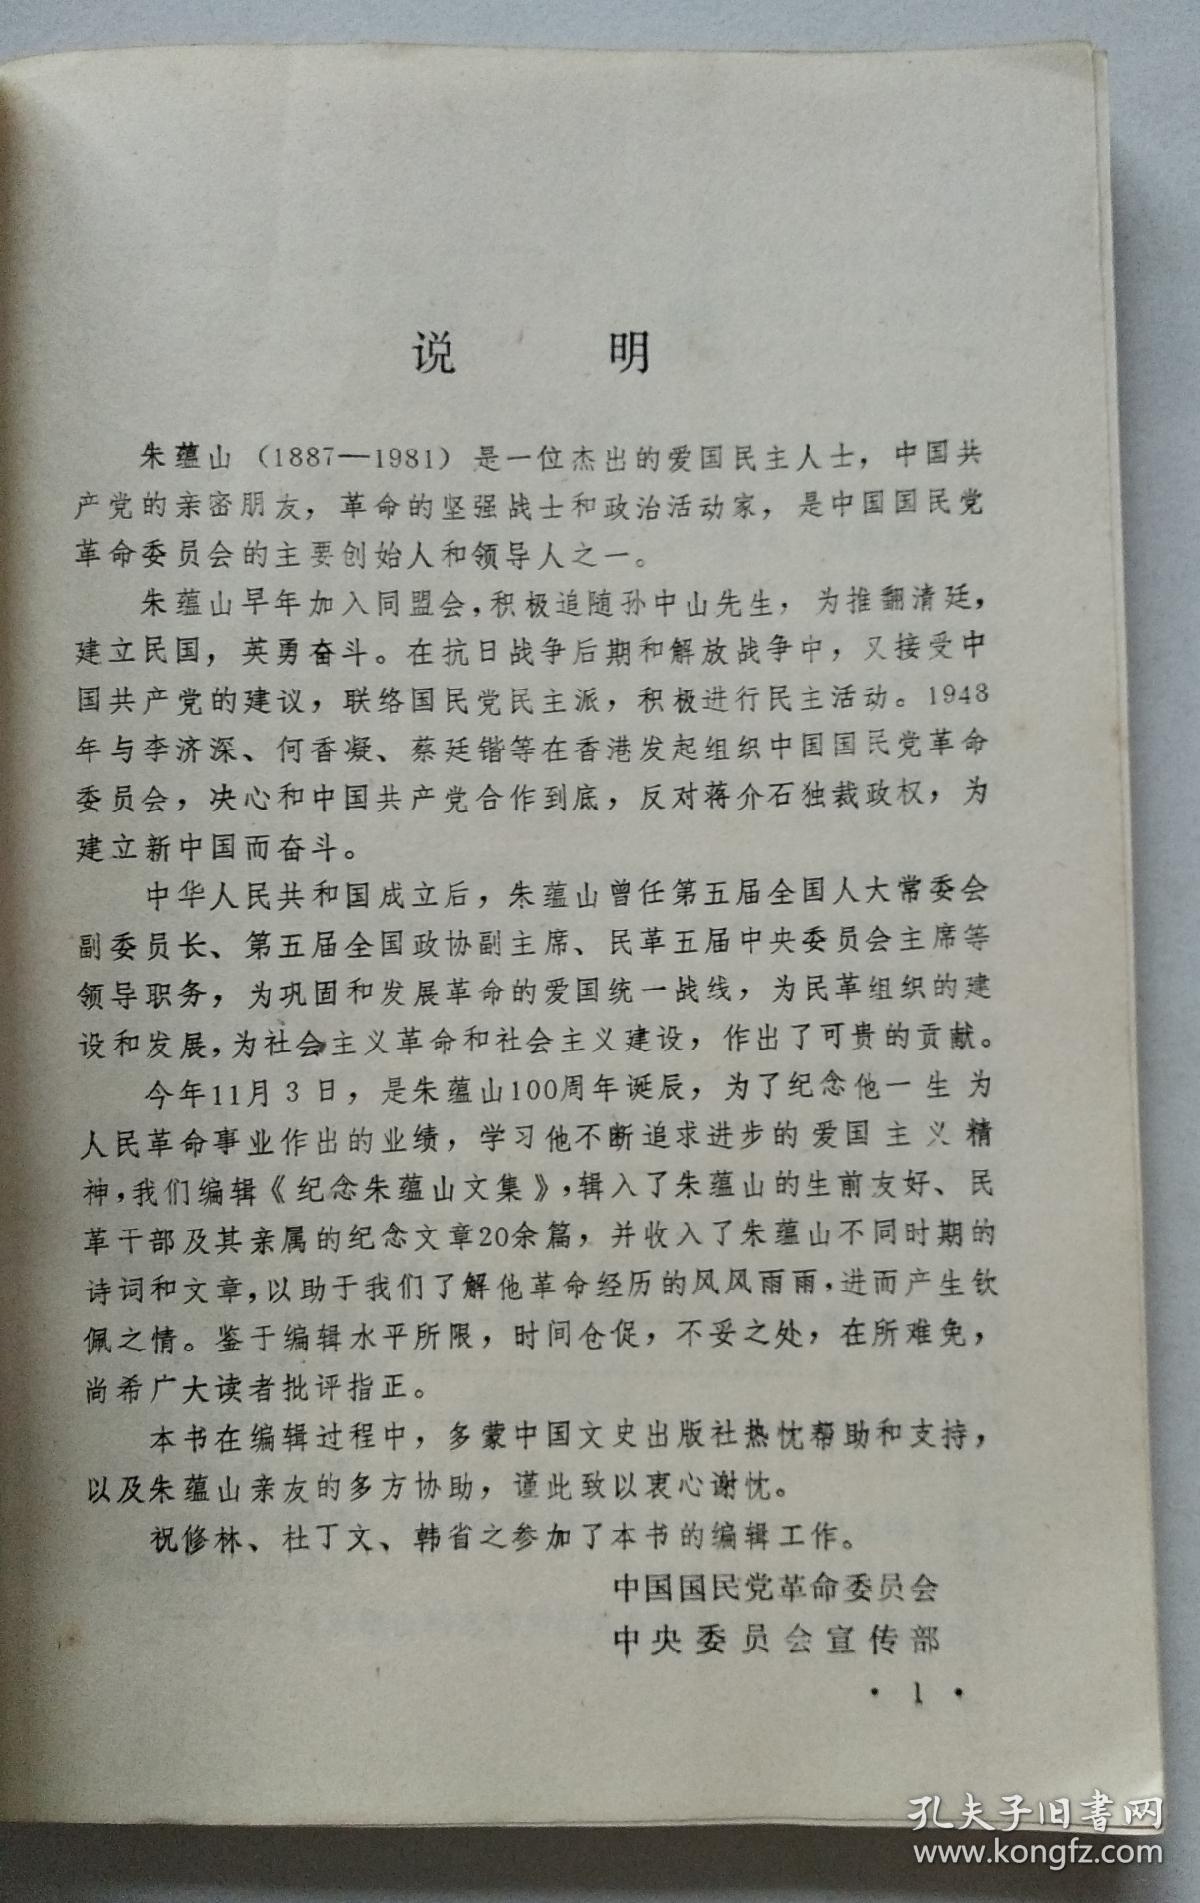 说　　明
朱蕴山（1887—1981）是一位杰出的爱国民主人士，中国共
产党的亲密朋友，革命的坚强战士和政治活动家，是中国国民党
革命委员会的主要创始人和领导人之一。
朱蕴山早年加入同盟会，积极追随孙中山先生，为推翻清廷，
建立民国，英勇奋斗。在抗日战争后期和解放战争中，又接受中
国共产党的建议，联络国民党民主派，积极进行民主活动。1948
年与李济深、何香凝、蔡廷锴等在香港发起组织中国国民党革命
委员会，决心和中国共产党合作到底，反对蒋介石独裁政权，为
建立新中国而奋斗。
中华人民共和国成立后，朱蕴山曾任第五届全国人大常委会
副委员长、第五届全国政协副主席、民革五届中央委员会主席等
领导职务，为巩固和发展革命的爱国统一战线，为民革组织的建
设和发展，为社会主义革命和社会主义建设，作出了可贵的贡献。
今年11月3日，是朱蕴山100周年诞辰，为了纪念他一生为
人民革命事业作出的业绩，学习他不断追求进步的爱国主义精
神，我们编辑《纪念朱蕴山文集》，辑入了朱蕴山的生前友好、民
革干部及其亲属的纪念文章20余篇，并收入了朱蕴山不同时期的
诗词和文章，以助于我们了解他革命经历的风风雨雨，进而产生钦
佩之情。鉴于编辑水平所限，时间仓促，不妥之处，在所难免，
尚希广大读者批评指正。
本书在编辑过程中，多蒙中国文史出版社热忱帮助和支持，
以及朱蕴山亲友的多方协助，谨此致以衷心谢忱。
祝修林、杜丁文、韩省之参加了本书的编辑工作。
中国国民党革命委员会
中央委员会宣传部
·1·
孔夫子旧书网
www.kongfz.com